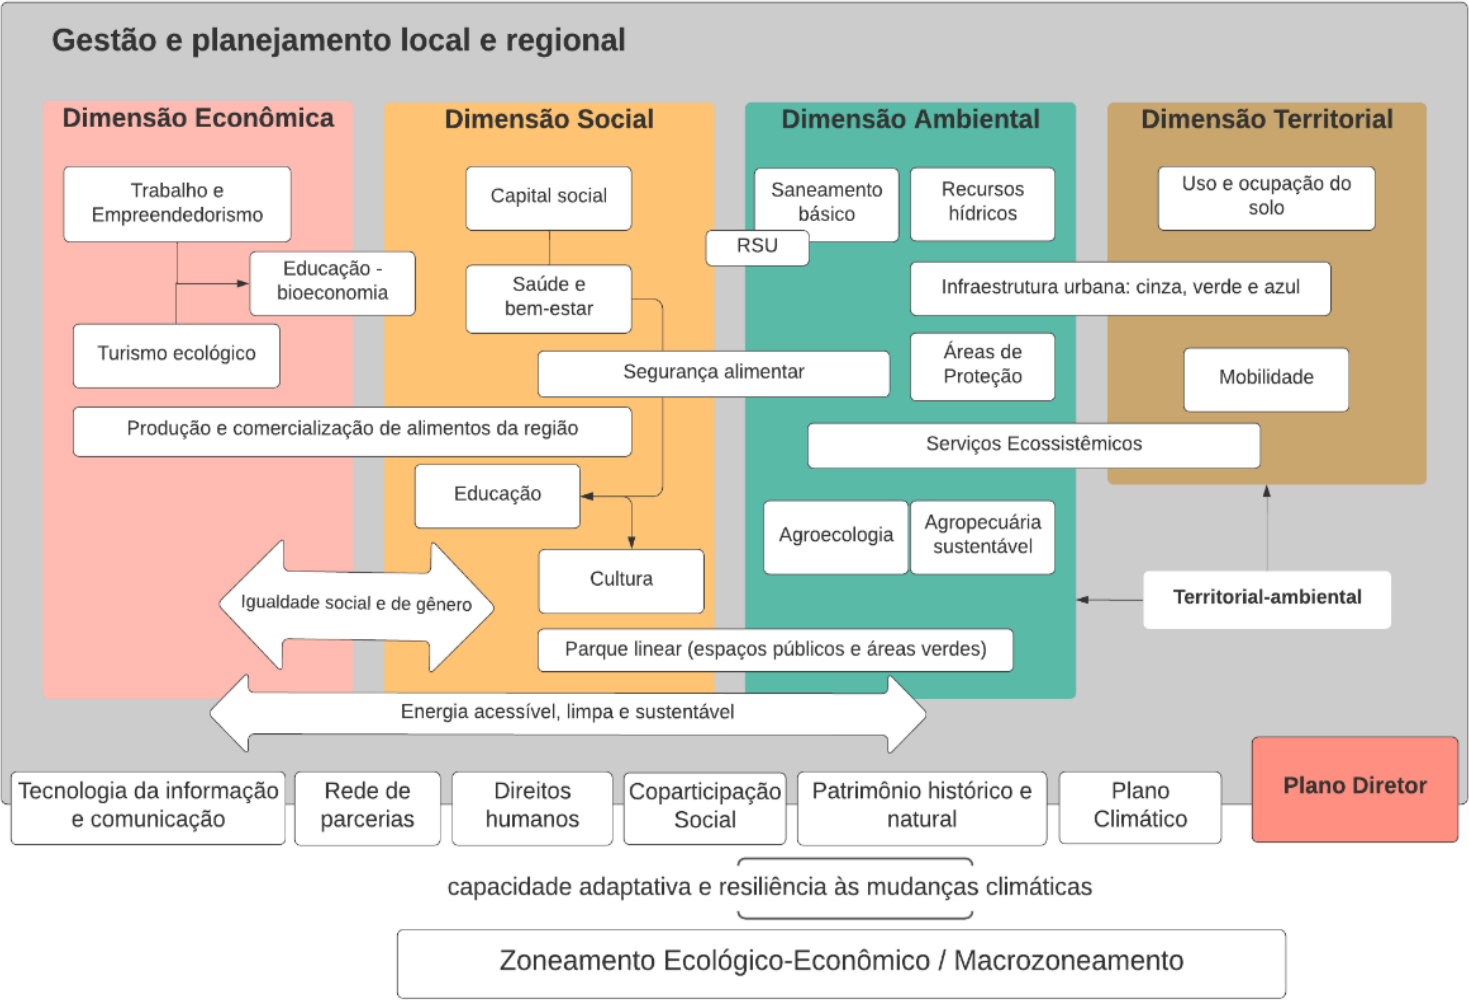 Gestão e planejamento local e regional
Dimensão Econômica
Trabalho e
Empreendedorismo
Educação -
bioeconomia
Turismo ecológico
Produção e comercialização de alimentos da região
Dimensão Social
Capital social
Saúde e
bem-estar
Segurança alimentar
Educação
Cultura
Igualdade social e de gênero
Parque linear (espaços públicos e áreas verdes)
Energia acessível, limpa e sustentável
Dimensão Ambiental
Saneamento
básico
RSU
Recursos
hídricos
Infraestrutura urbana: cinza, verde e azul
Áreas de
Proteção
Serviços Ecossistêmicos
Agroecologia
Agropecuária
sustentável
Dimensão Territorial
Uso e ocupação do
solo
Mobilidade
Territorial-ambiental
Tecnologia da informação
e comunicação
Rede de
parcerias
Direitos
humanos
Coparticipação
Social
Patrimônio histórico e
natural
Plano
Climático
Plano Diretor
capacidade adaptativa e resiliência às mudanças climáticas
Zoneamento Ecológico-Econômico / Macrozoneamento